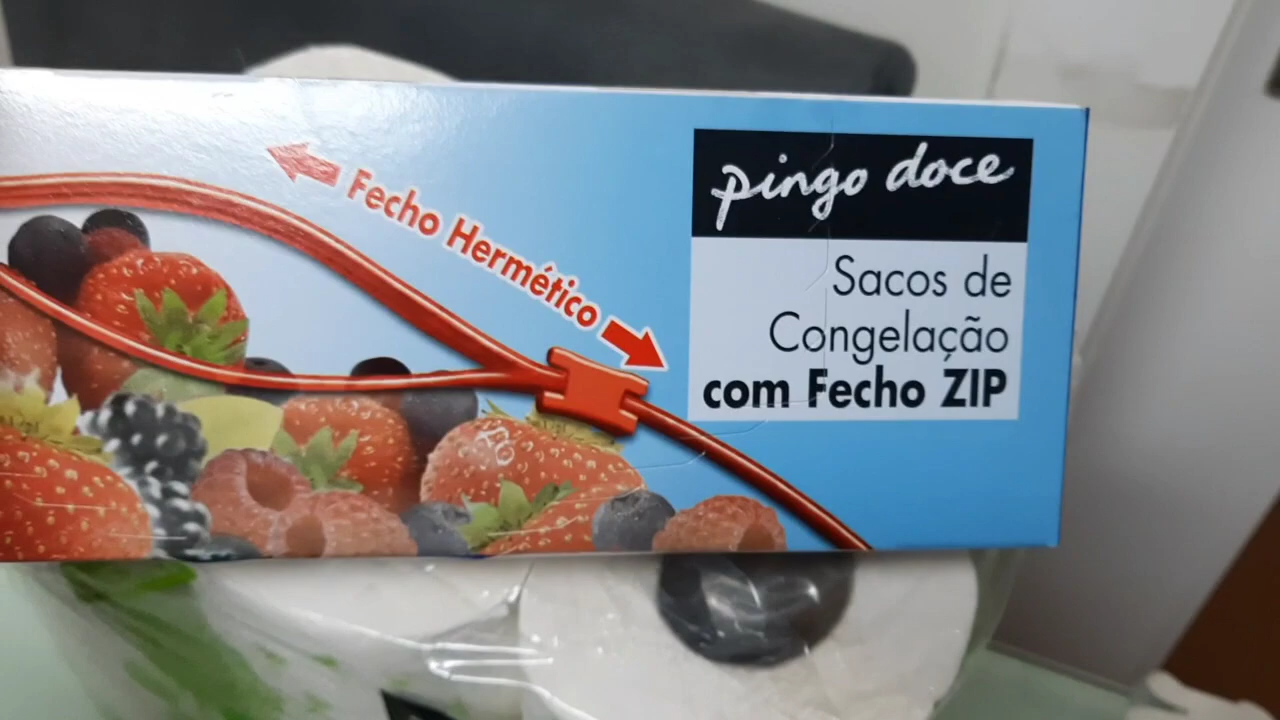 pingo doce
Fecho Hermético
Sacos de
Congelação
com Fecho ZIP